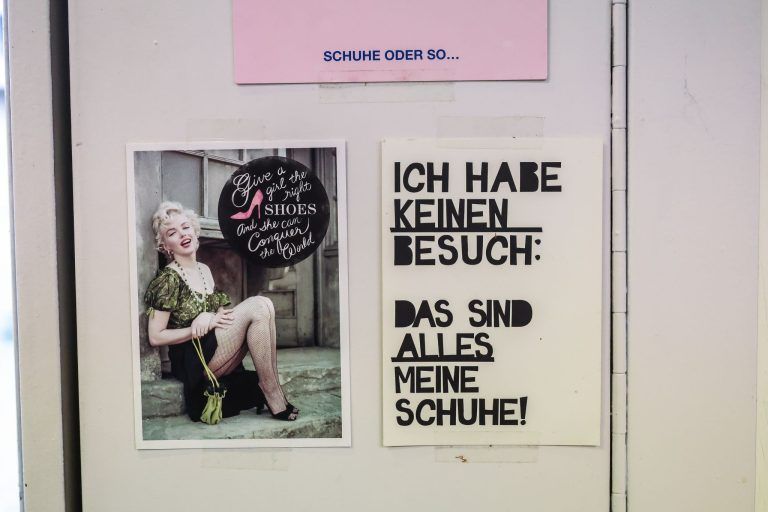 SCHUHE ODER SO...
Give a
girl the
right
SHOES
And she can
Conquer
the World
ICH HABE
KEINEN
BESUCH:
DAS SIND
ALLES
MEINE
SCHUHE!